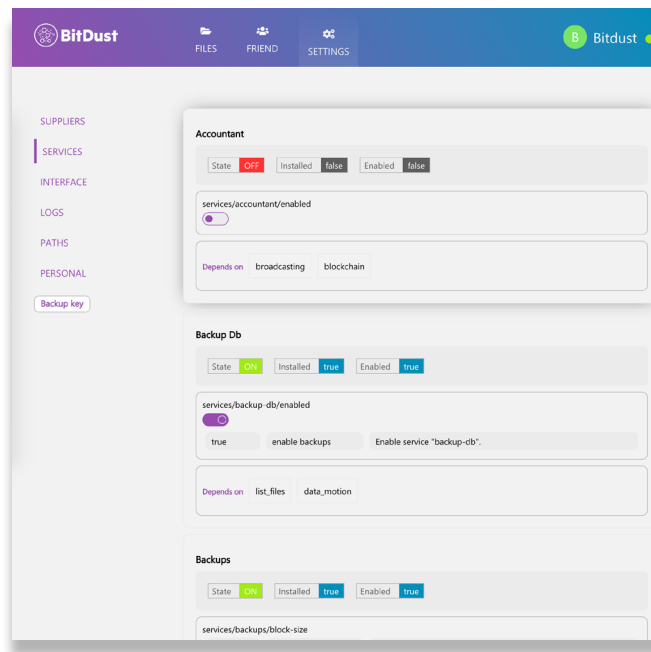 BitDust
FILES
FRIEND
SETTINGS
B Bitdust
SUPPLIERS
SERVICES
INTERFACE
LOGS
PATHS
PERSONAL
Backup key
Accountant
State OFF Installed false Enabled false
services/accountant/enabled
Depends on broadcasting blockchain
Backup Db
State ON Installed true Enabled true
services/backup-db/enabled
true enable backups Enable service "backup-db".
Depends on list_files data_motion
Backups
State ON Installed true Enabled true
services/backups/block-size